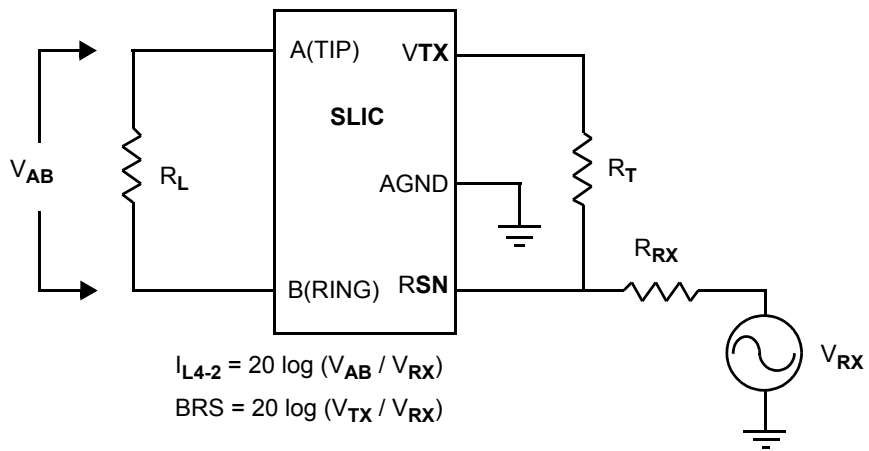 A(TIP)
VTX
SLIC
VAB
RL
AGND
RT
RRX
B(RING)
RSN
VRX
IL4-2 = 20 log (VAB / VRX)
BRS = 20 log (VTX / VRX)